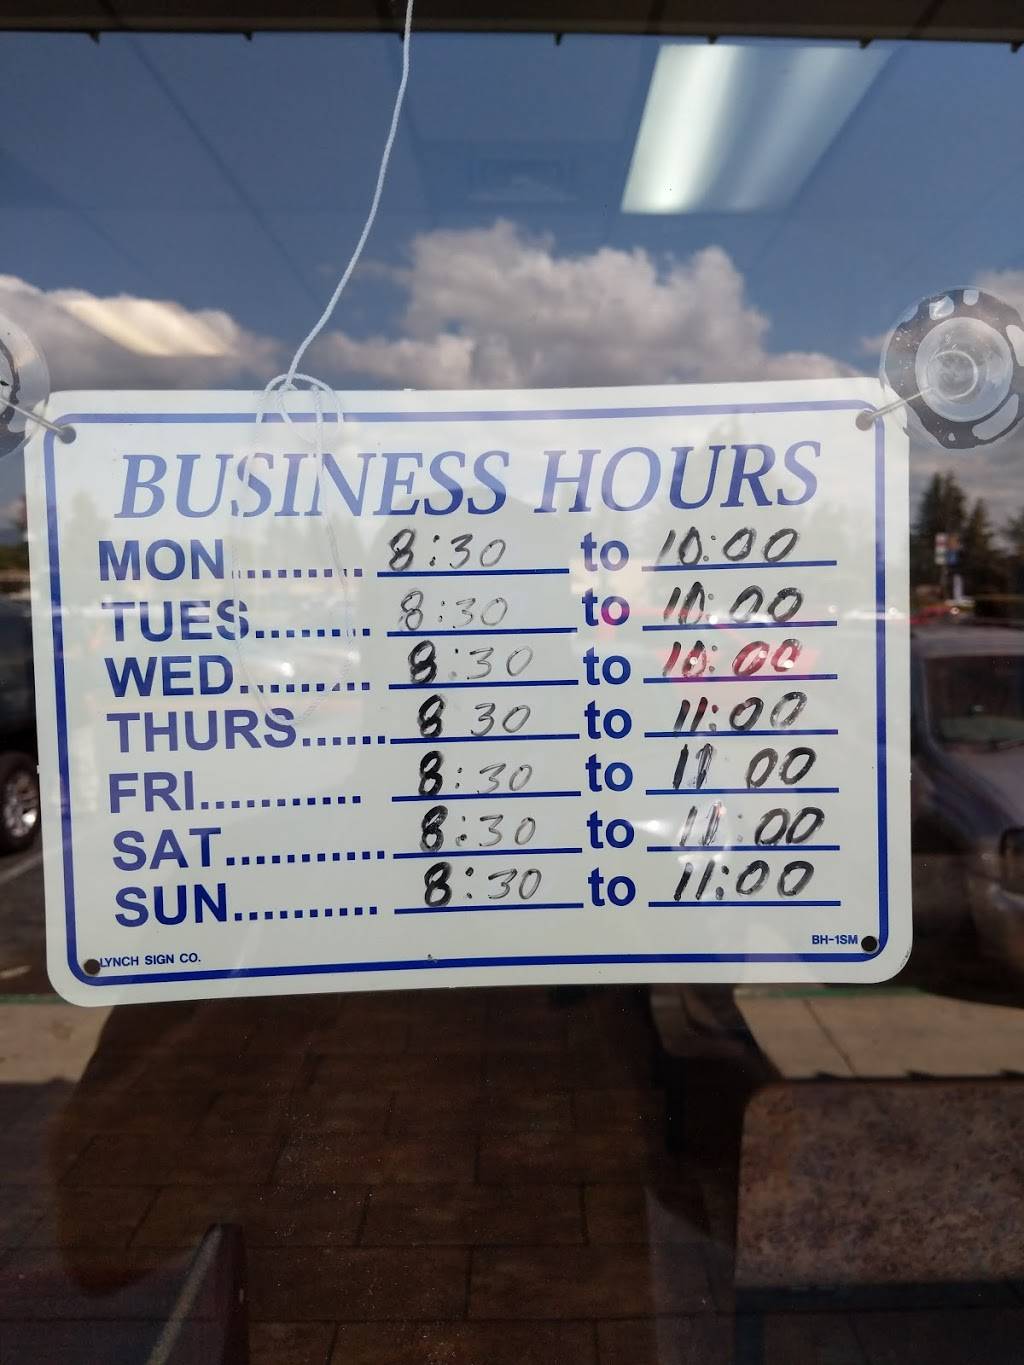 BUSINESS HOURS
MON.......... 8:30 to 10:00
TUES........ 8:30 to 10:00
WED......... 8:30 to 10:00
THURS...... 8 30 to 11:00
FRI........... 8:30 to 11 00
SAT............ 8:30 to 11:00
SUN.......... 8:30 to 11:00
LYNCH SIGN CO. BH-1SM